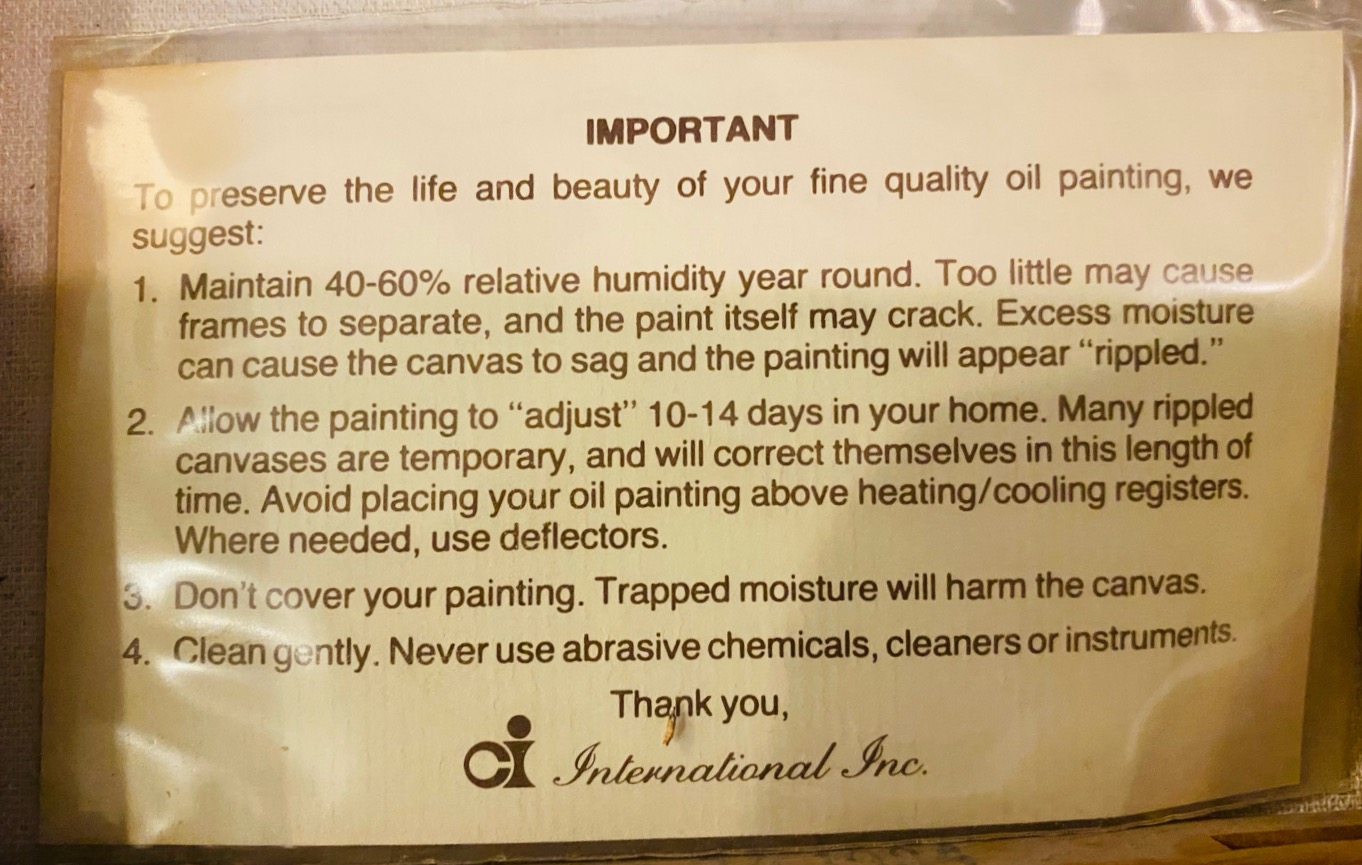 IMPORTANT
To preserve the life and beauty of your fine quality oil painting, we
suggest:
1. Maintain 40-60% relative humidity year round. Too little may cause
frames to separate, and the paint itself may crack. Excess moisture
can cause the canvas to sag and the painting will appear “rippled.”
2. Allow the painting to “adjust” 10-14 days in your home. Many rippled
canvases are temporary, and will correct themselves in this length of
time. Avoid placing your oil painting above heating/cooling registers.
Where needed, use deflectors.
3. Don't cover your painting. Trapped moisture will harm the canvas.
4. Clean gently. Never use abrasive chemicals, cleaners or instruments.
Thank you,
CI International Inc.